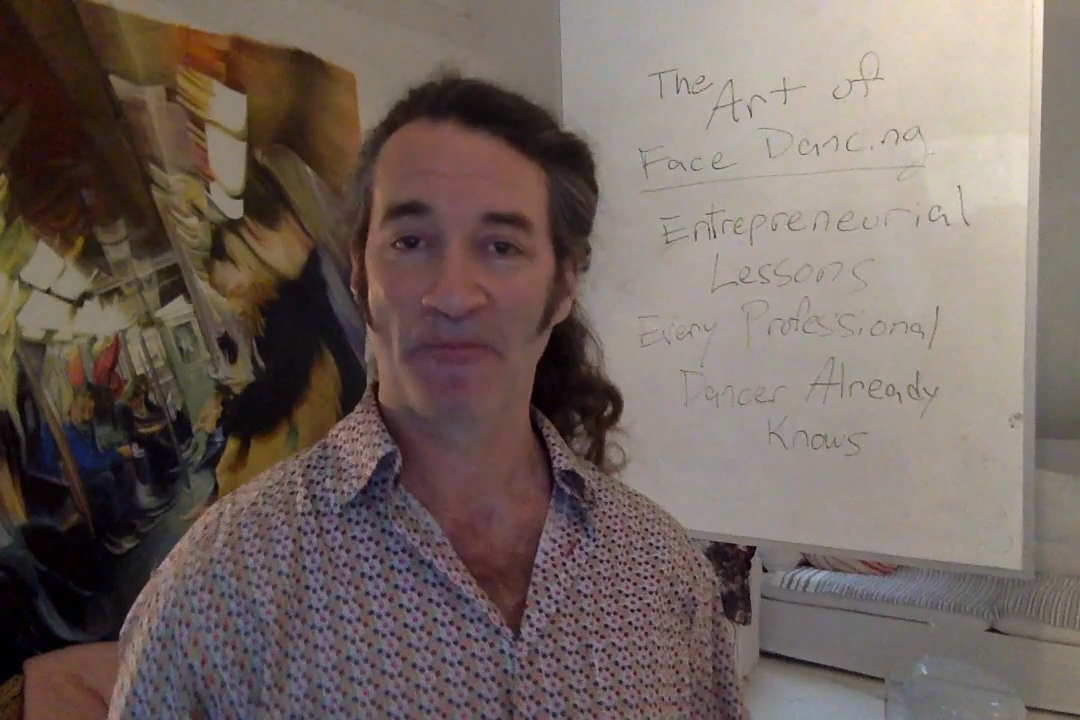 The Art of
Face Dancing
Entrepreneurial
Lessons
Every Professional
Dancer Already
Knows